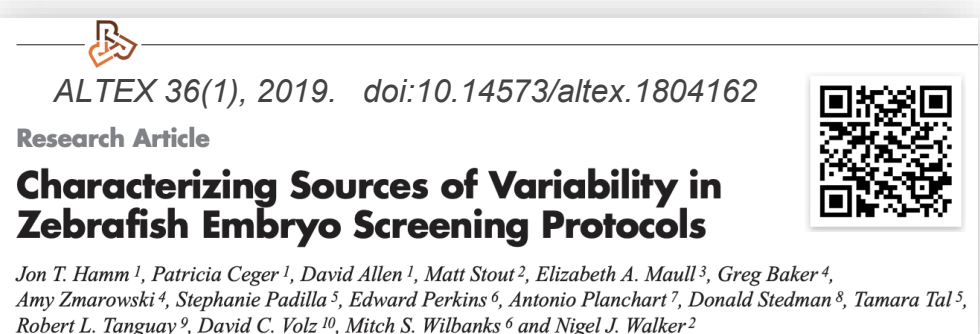 ALTEX 36(1), 2019. doi:10.14573/altex.1804162
Research Article
Characterizing Sources of Variability in
Zebrafish Embryo Screening Protocols
Jon T. Hamm 1, Patricia Ceger 1, David Allen 1, Matt Stout 2, Elizabeth A. Maull 3, Greg Baker 4,
Amy Zmarowski 4, Stephanie Padilla 5, Edward Perkins 6, Antonio Planchart 7, Donald Stedman 8, Tamara Tal 5,
Robert L. Tanguay 9, David C. Volz 10, Mitch S. Wilbanks 6 and Nigel J. Walker 2